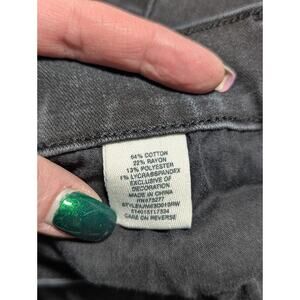 64% COTTON
22% RAYON
13% POLYESTER
1% LYCRA/SPANDEX
EXCLUSIVE OF
DECORATION
MADE IN CHINA
CARE ON REVERSE